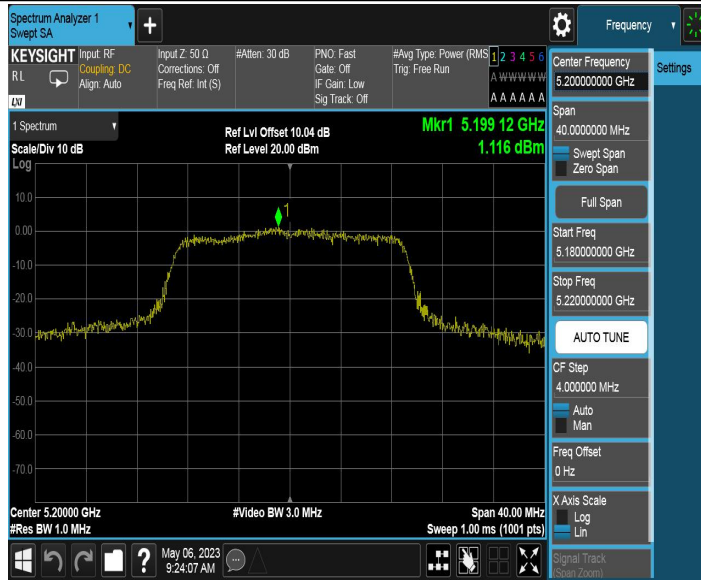 Spectrum Analyzer 1
Swept SA
+
Frequency
KEYSIGHT
RL
LXI
Input: RF
Coupling: DC
Align: Auto
Input Z: 50 Ω
Corrections: Off
Freq Ref: Int (S)
#Atten: 30 dB
PNO: Fast
Gate: Off
IF Gain: Low
Sig Track: Off
#Avg Type: Power (RMS
Trig: Free Run
1 2 3 4 5 6
A W W W W W
A A A A A A
1 Spectrum
Scale/Div 10 dB
Log
Ref Lvl Offset 10.04 dB
Ref Level 20.00 dBm
Mkr1 5.199 12 GHz
1.116 dBm
10.0
0.00
-10.0
-20.0
-30.0
-40.0
-50.0
-60.0
-70.0
1
Center 5.20000 GHz
#Res BW 1.0 MHz
#Video BW 3.0 MHz
Span 40.00 MHz
Sweep 1.00 ms (1001 pts)
?
May 06, 2023
9:24:07 AM
Center Frequency
5.200000000 GHz
Span
40.0000000 MHz
Swept Span
Zero Span
Full Span
Start Freq
5.180000000 GHz
Stop Freq
5.220000000 GHz
AUTO TUNE
CF Step
4.000000 MHz
Auto
Man
Freq Offset
0 Hz
X Axis Scale
Log
Lin
Signal Track
(Span Zoom)
Settings